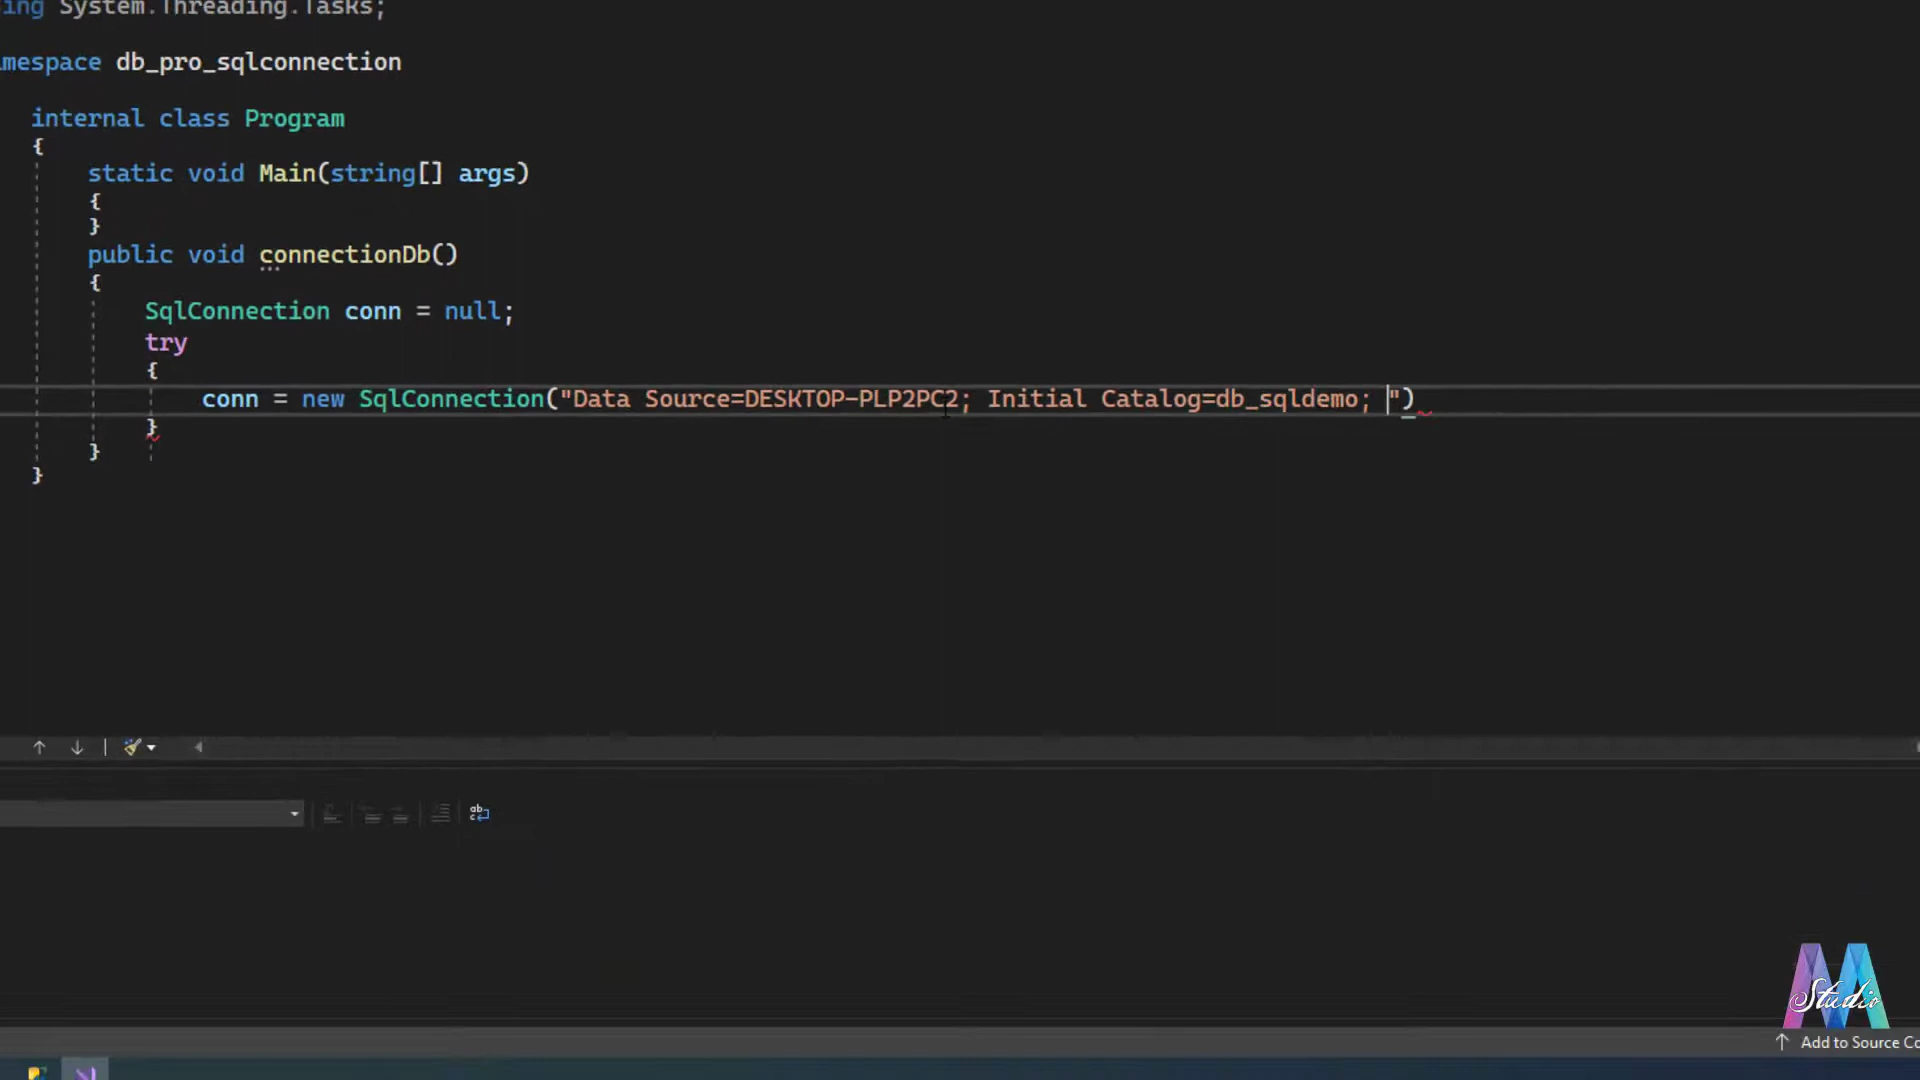 ing System.Threading.Tasks;
mespace db_pro_sqlconnection
internal class Program
{
static void Main(string[] args)
{
}
public void connectionDb()
{
SqlConnection conn = null;
try
{
conn = new SqlConnection("Data Source=DESKTOP-PLP2PC2; Initial Catalog=db_sqldemo; ")
}
}
}
Studio
Add to Source Co